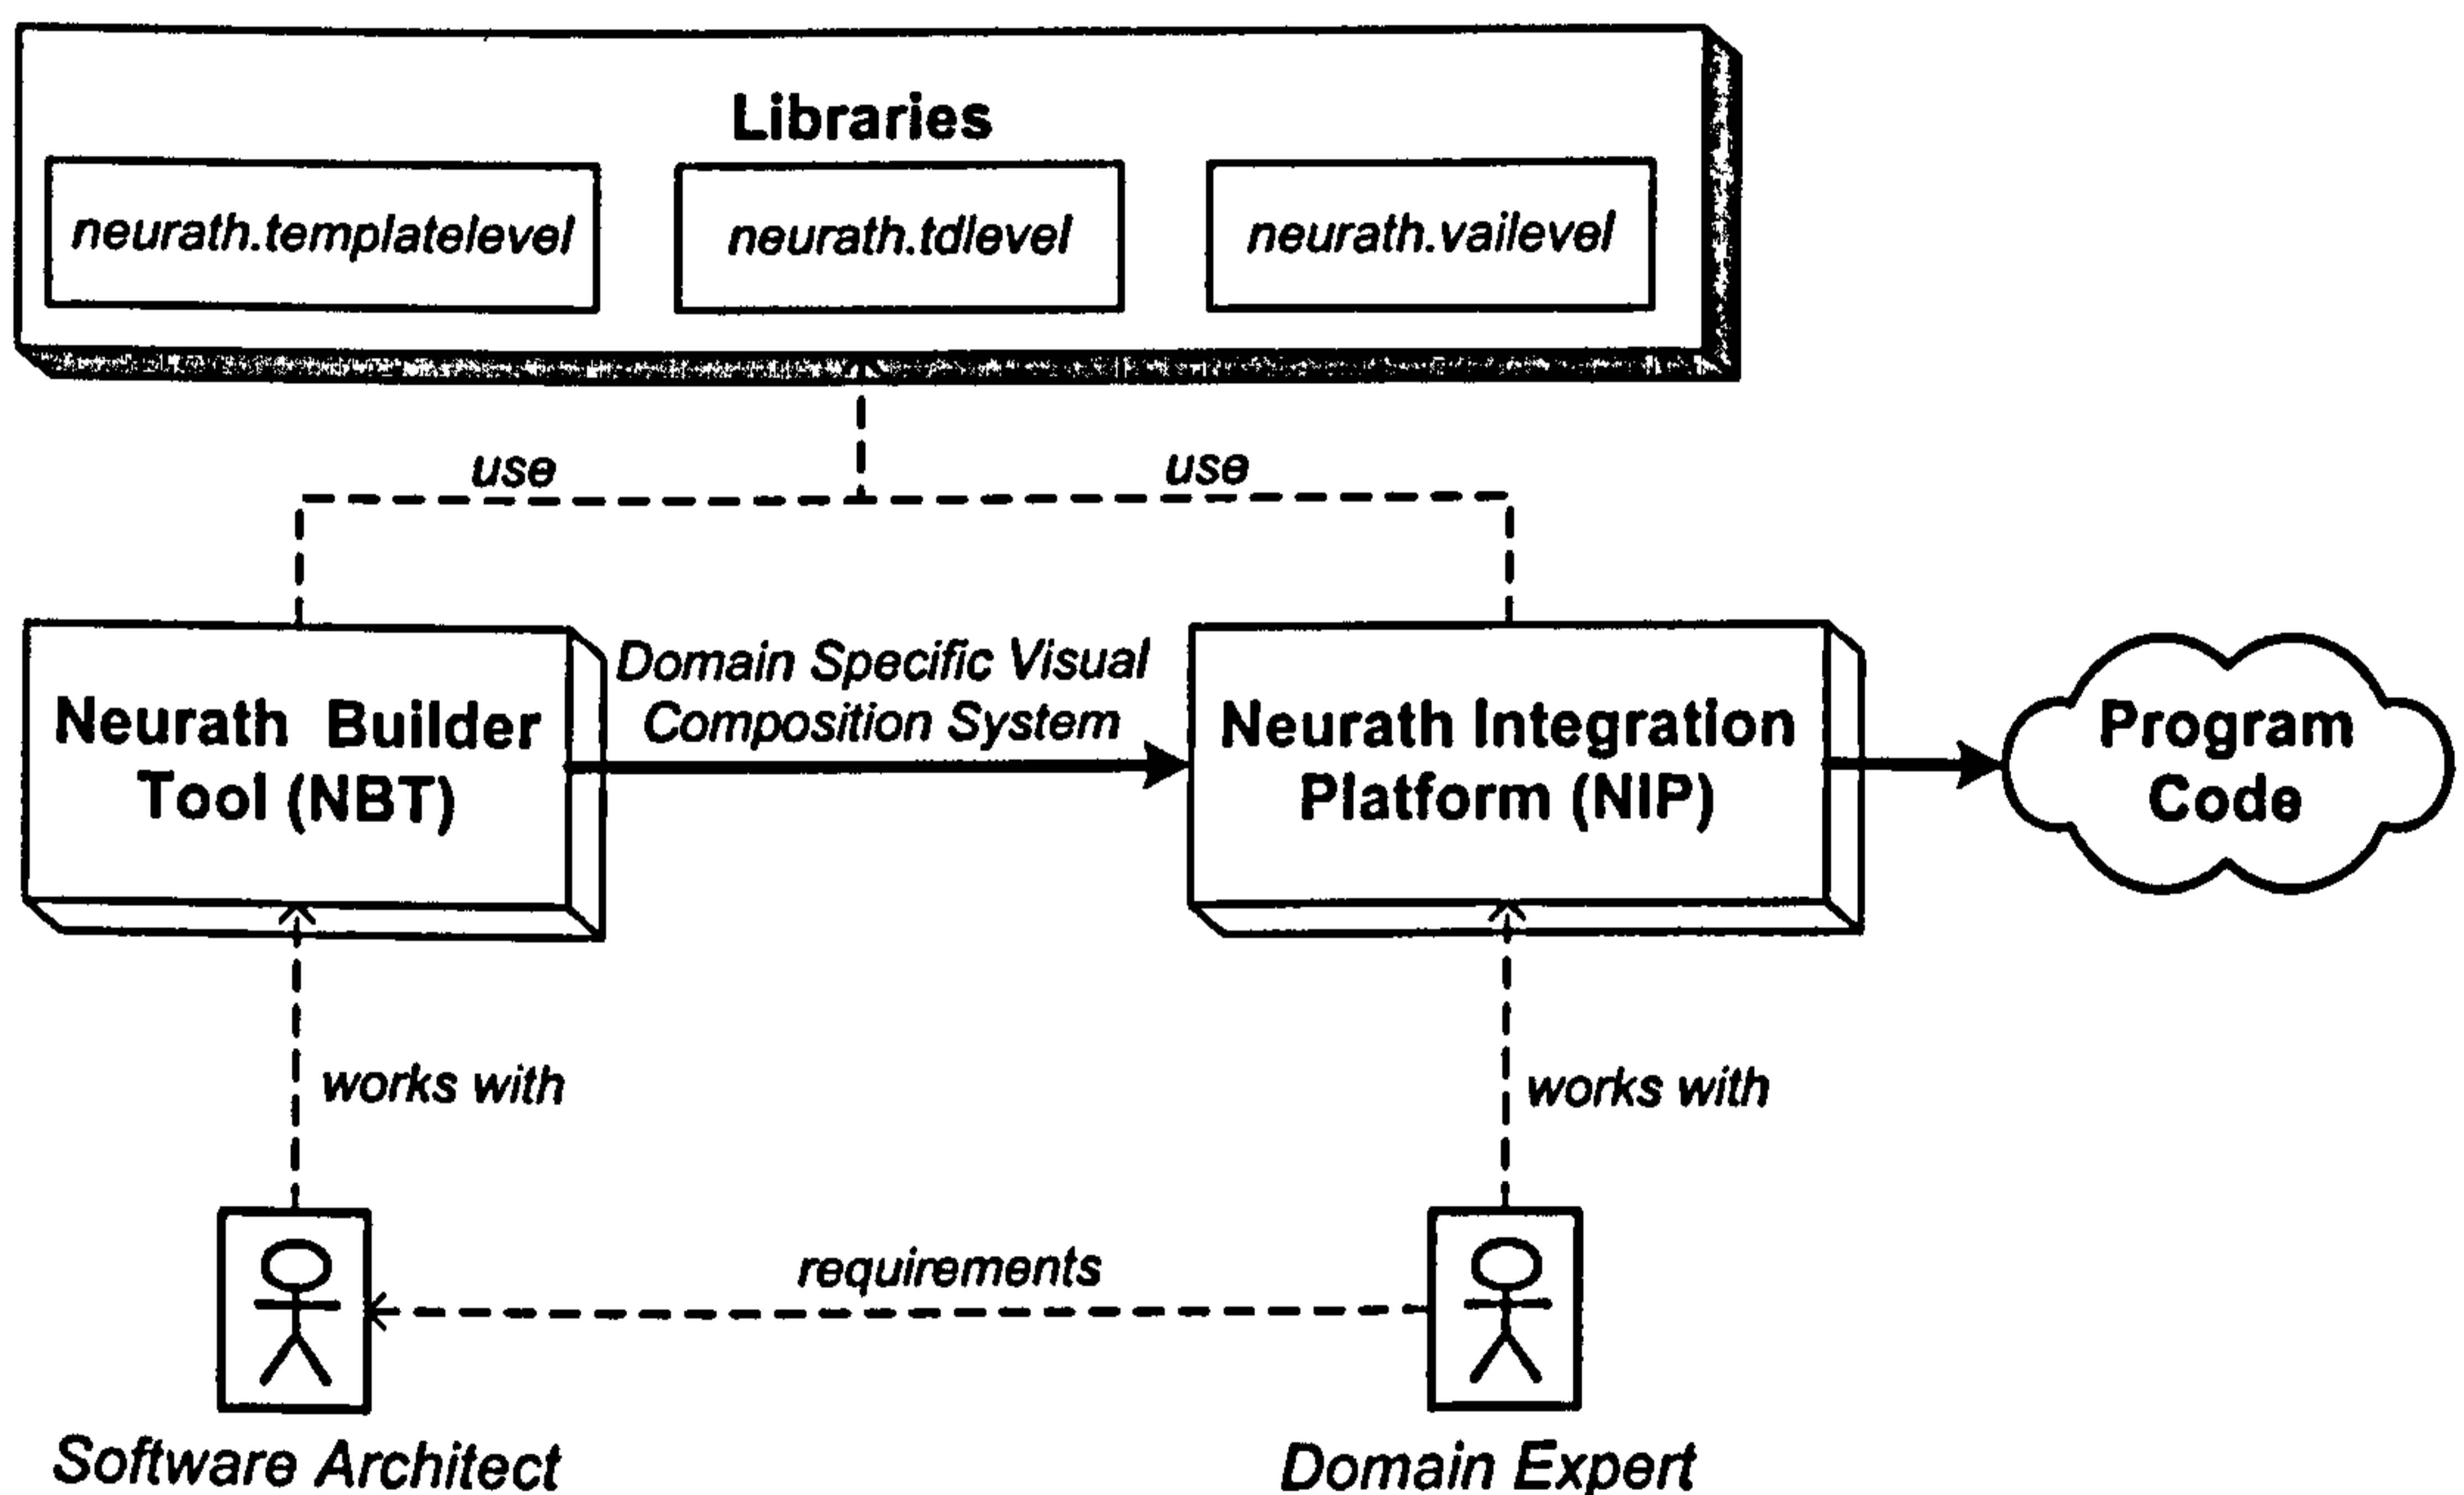 Libraries
neurath.templatelevel
neurath.tdlevel
neurath.vailevel
use
use
Neurath Builder
Tool (NBT)
Domain Specific Visual
Composition System
Neurath Integration
Platform (NIP)
Program
Code
works with
works with
requirements
Software Architect
Domain Expert